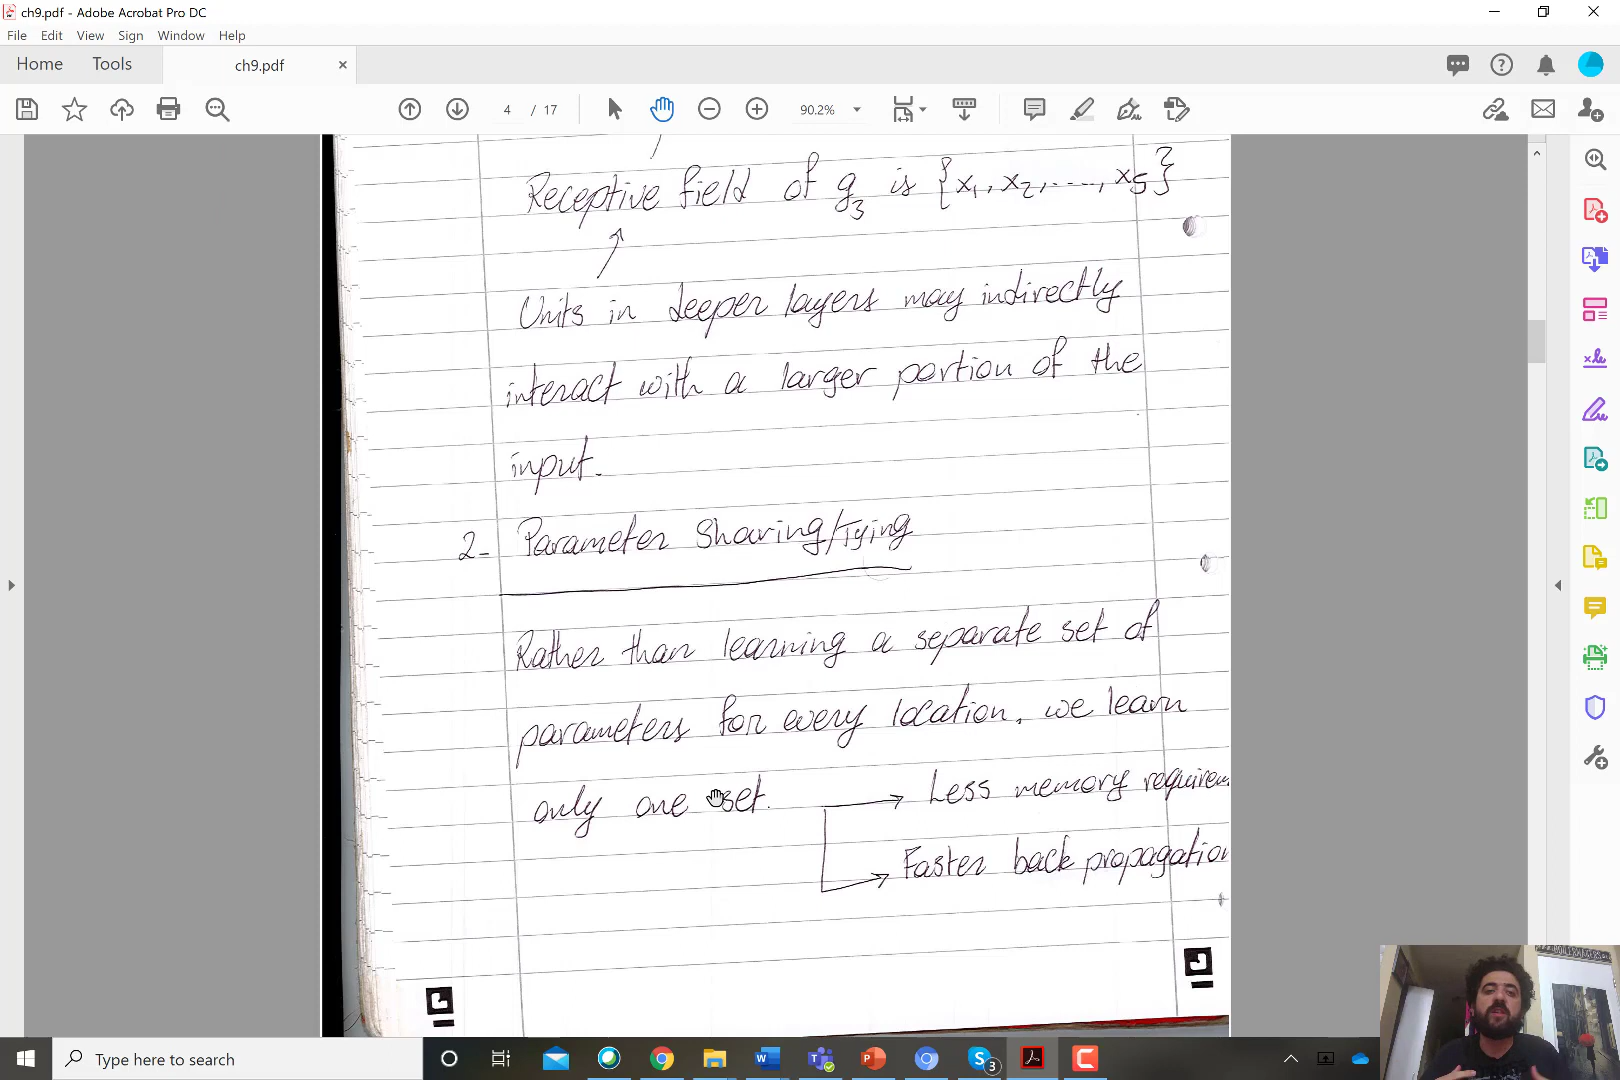 ch9.pdf - Adobe Acrobat Pro DC
File Edit View Sign Window Help
Home Tools ch9.pdf
4 / 17 90.2%
Receptive field of g3 is {x1, x2, ...., x5}
Units in deeper layers may indirectly
interact with a larger portion of the
input.
2- Parameter Sharing/Tying
Rather than learning a separate set of
parameters for every location, we learn
only one set.
Less memory requirem
Faster back propagation
Type here to search
3